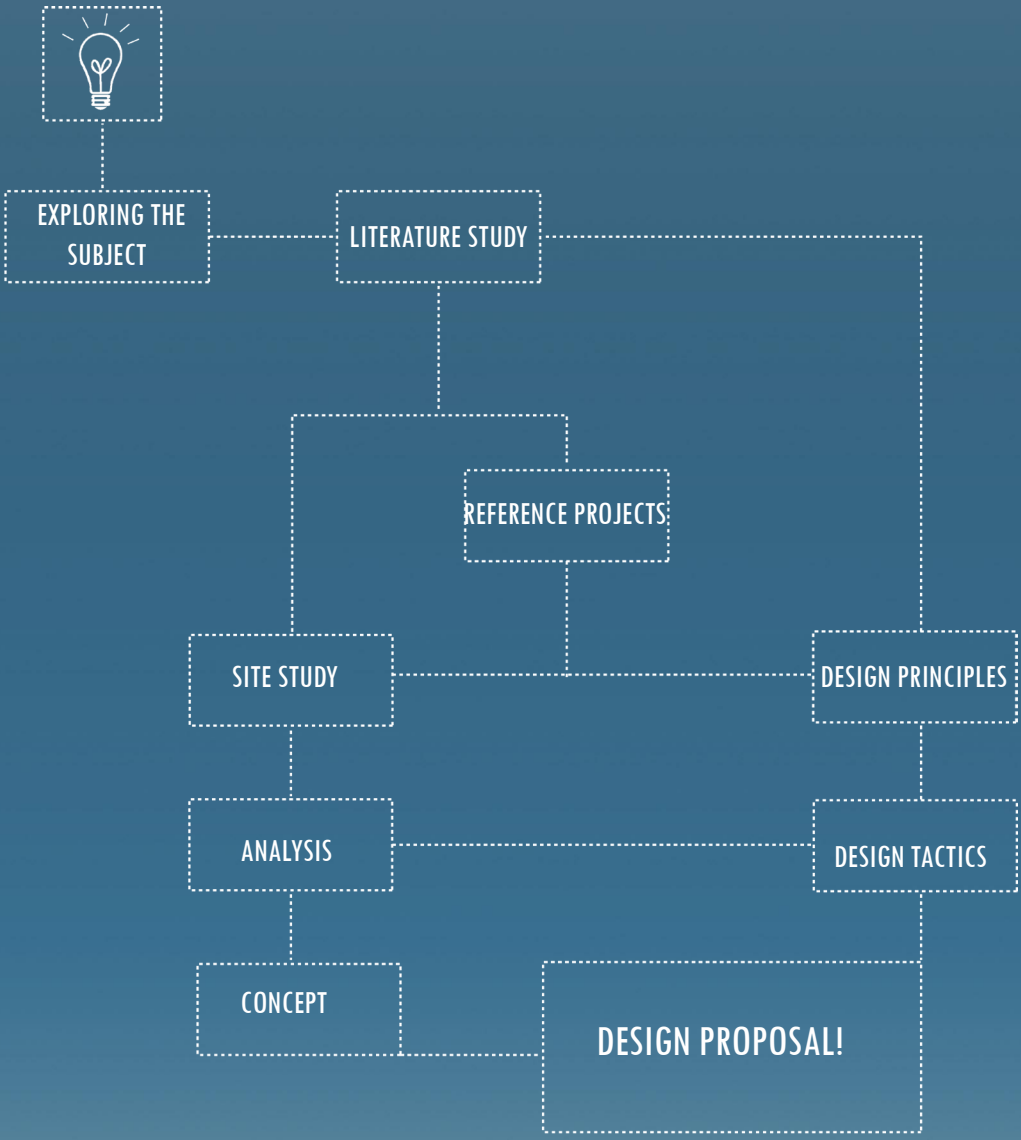 EXPLORING THE
SUBJECT
LITERATURE STUDY
REFERENCE PROJECTS
SITE STUDY
DESIGN PRINCIPLES
ANALYSIS
DESIGN TACTICS
CONCEPT
DESIGN PROPOSAL!